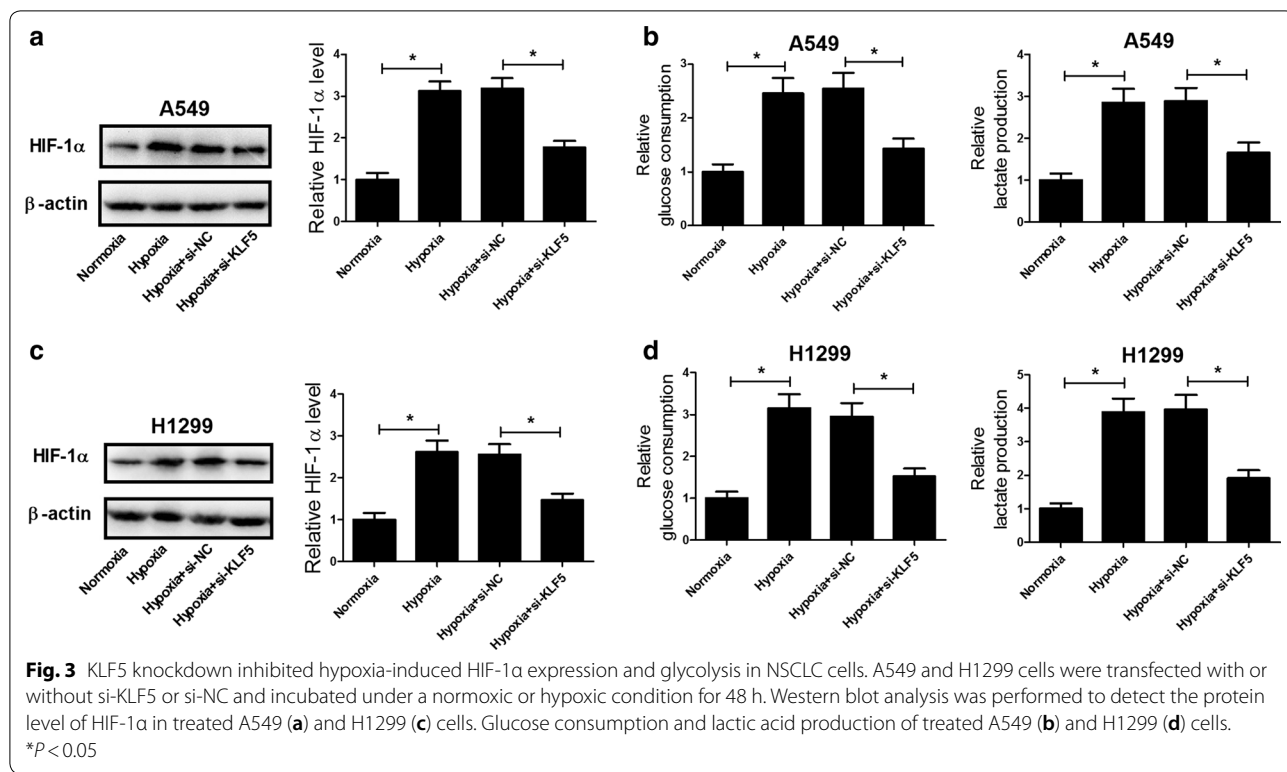 a
A549
HIF-1α
β-actin
Normoxia
Hypoxia
Hypoxia+si-NC
Hypoxia+si-KLF5
Relative HIF-1α level
4
3
2
1
0
*
*
Normoxia
Hypoxia
Hypoxia+si-NC
Hypoxia+si-KLF5
b
A549
Relative
glucose consumption
3
2
1
0
*
*
Normoxia
Hypoxia
Hypoxia+si-NC
Hypoxia+si-KLF5
A549
Relative
lactate production
4
3
2
1
0
*
*
Normoxia
Hypoxia
Hypoxia+si-NC
Hypoxia+si-KLF5
c
H1299
HIF-1α
β-actin
Normoxia
Hypoxia
Hypoxia+si-NC
Hypoxia+si-KLF5
Relative HIF-1α level
4
3
2
1
0
*
*
Normoxia
Hypoxia
Hypoxia+si-NC
Hypoxia+si-KLF5
d
H1299
Relative
glucose consumption
4
3
2
1
0
*
*
Normoxia
Hypoxia
Hypoxia+si-NC
Hypoxia+si-KLF5
H1299
Relative
lactate production
5
4
3
2
1
0
*
*
Normoxia
Hypoxia
Hypoxia+si-NC
Hypoxia+si-KLF5
Fig. 3 KLF5 knockdown inhibited hypoxia-induced HIF-1α expression and glycolysis in NSCLC cells. A549 and H1299 cells were transfected with or
without si-KLF5 or si-NC and incubated under a normoxic or hypoxic condition for 48 h. Western blot analysis was performed to detect the protein
level of HIF-1α in treated A549 (a) and H1299 (c) cells. Glucose consumption and lactic acid production of treated A549 (b) and H1299 (d) cells.
*P < 0.05